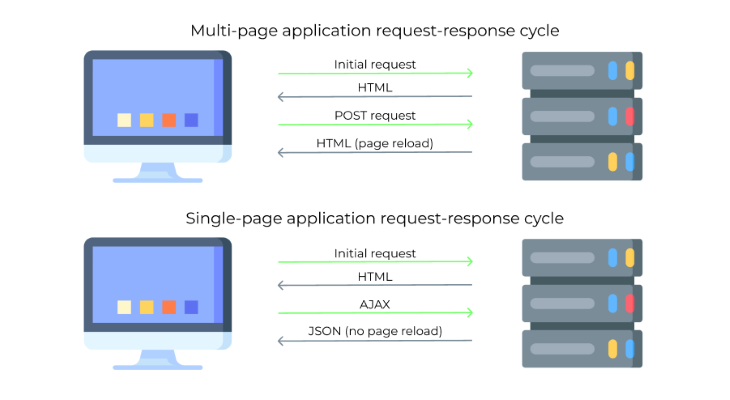 Multi-page application request-response cycle
Initial request
HTML
POST request
HTML (page reload)
Single-page application request-response cycle
Initial request
HTML
AJAX
JSON (no page reload)